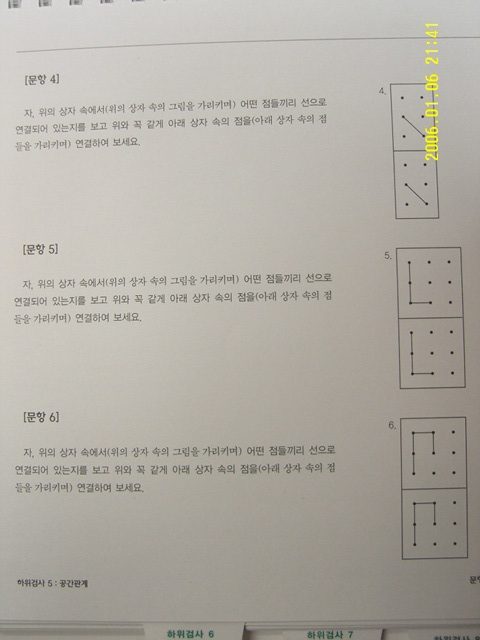 [문항 4]
4.
자, 위의 상자 속에서(위의 상자 속의 그림을 가리키며) 어떤 점들끼리 선으로
연결되어 있는지를 보고 위와 꼭 같게 아래 상자 속의 점을(아래 상자 속의 점
들을 가리키며) 연결하여 보세요.
2006.01.06 21:41
[문항 5]
5.
자, 위의 상자 속에서(위의 상자 속의 그림을 가리키며) 어떤 점들끼리 선으로
연결되어 있는지를 보고 위와 꼭 같게 아래 상자 속의 점을(아래 상자 속의 점
들을 가리키며) 연결하여 보세요.
[문항 6]
6.
자, 위의 상자 속에서(위의 상자 속의 그림을 가리키며) 어떤 점들끼리 선으로
연결되어 있는지를 보고 위와 꼭 같게 아래 상자 속의 점을(아래 상자 속의 점
들을 가리키며) 연결하여 보세요.
하위검사 5 : 공간관계
하위검사 6
하위검사 7